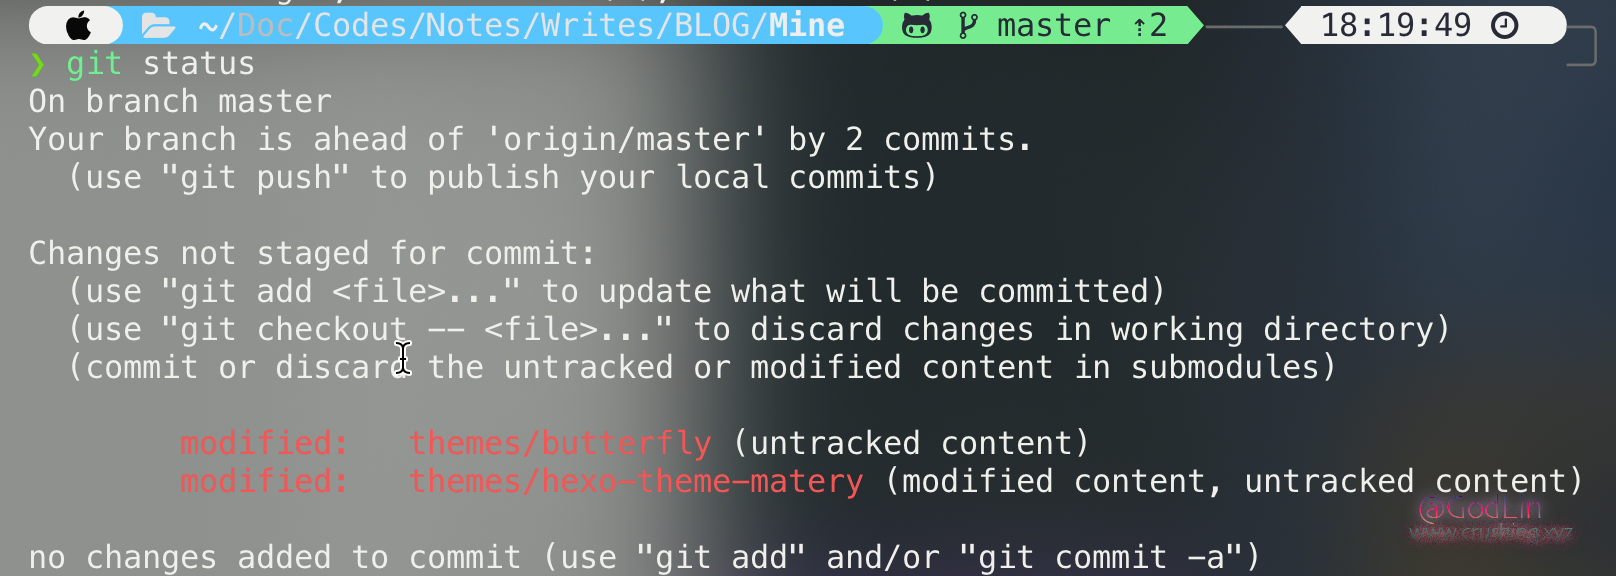 ~/Doc/Codes/Notes/Writes/BLOG/Mine master ⇡2 18:19:49
❯ git status
On branch master
Your branch is ahead of 'origin/master' by 2 commits.
  (use "git push" to publish your local commits)
Changes not staged for commit:
  (use "git add <file>..." to update what will be committed)
  (use "git checkout -- <file>..." to discard changes in working directory)
  (commit or discard the untracked or modified content in submodules)
        modified:   themes/butterfly (untracked content)
        modified:   themes/hexo-theme-matery (modified content, untracked content)
@GodLin
www.crushing.xyz
no changes added to commit (use "git add" and/or "git commit -a")